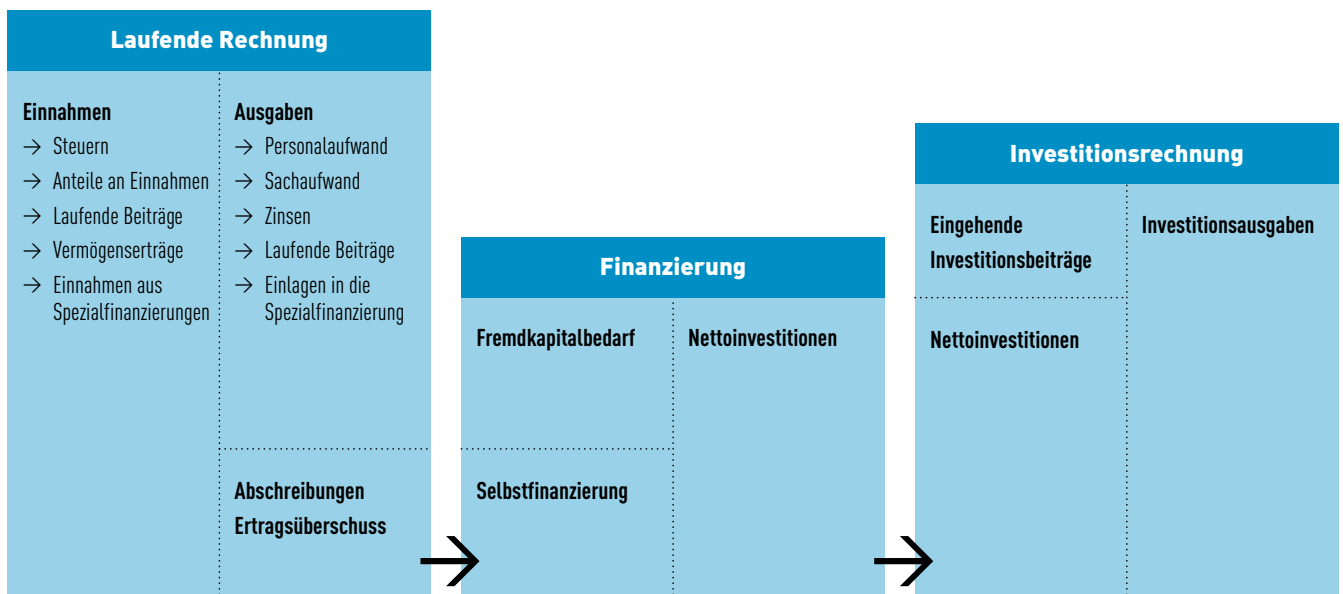 Laufende Rechnung
Einnahmen
→ Steuern
→ Anteile an Einnahmen
→ Laufende Beiträge
→ Vermögenserträge
→ Einnahmen aus
Spezialfinanzierungen
Ausgaben
→ Personalaufwand
→ Sachaufwand
→ Zinsen
→ Laufende Beiträge
→ Einlagen in die
Spezialfinanzierung
Abschreibungen
Ertragsüberschuss
Finanzierung
Fremdkapitalbedarf
Selbstfinanzierung
Nettoinvestitionen
Investitionsrechnung
Eingehende
Investitionsbeiträge
Nettoinvestitionen
Investitionsausgaben